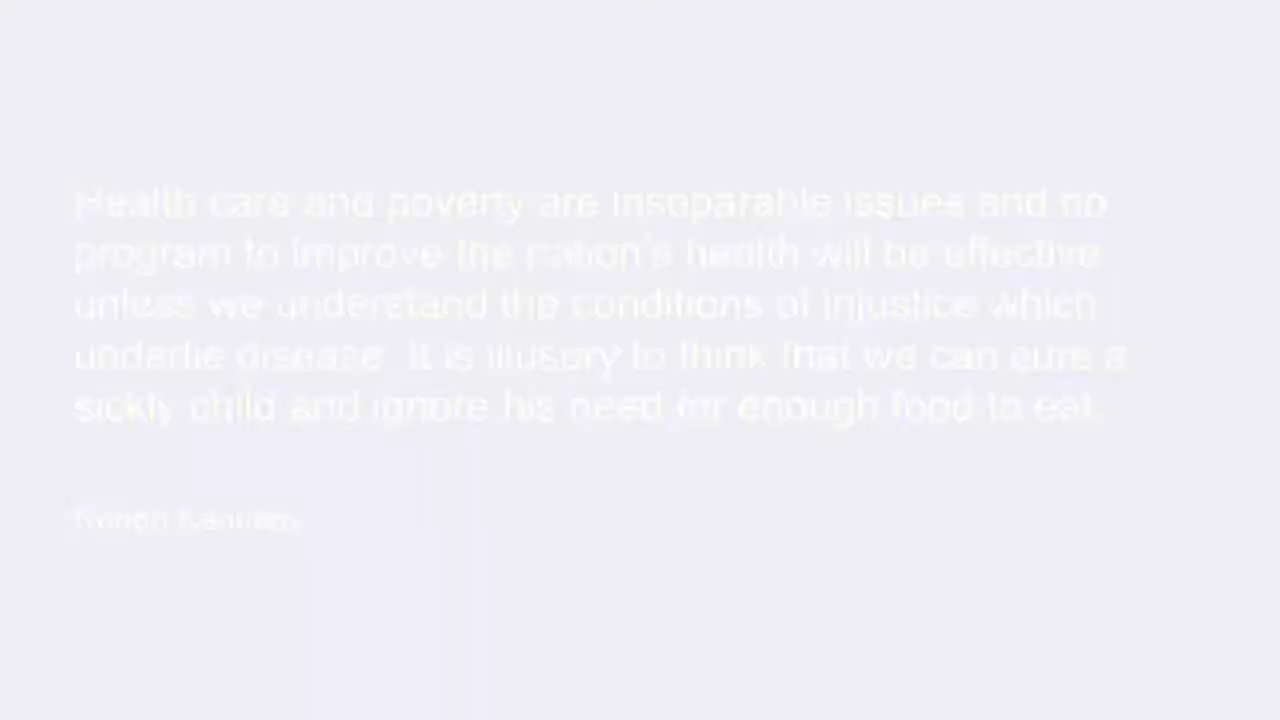 Health care and poverty are inseparable issues and no
program to improve the nation's health will be effective
unless we understand the conditions of injustice which
underlie disease. It is illusory to think that we can cure a
sickly child and ignore his need for enough food to eat.